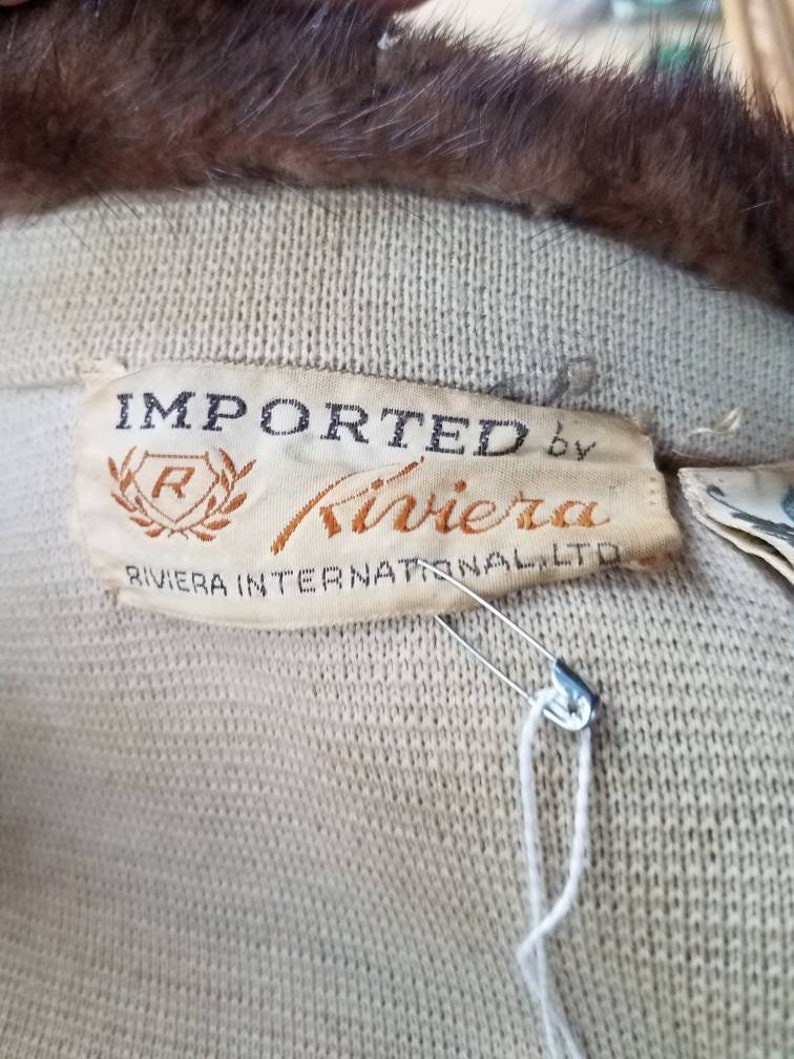 IMPORTED by
R
Riviera
RIVIERA INTERNATIONAL, LTD